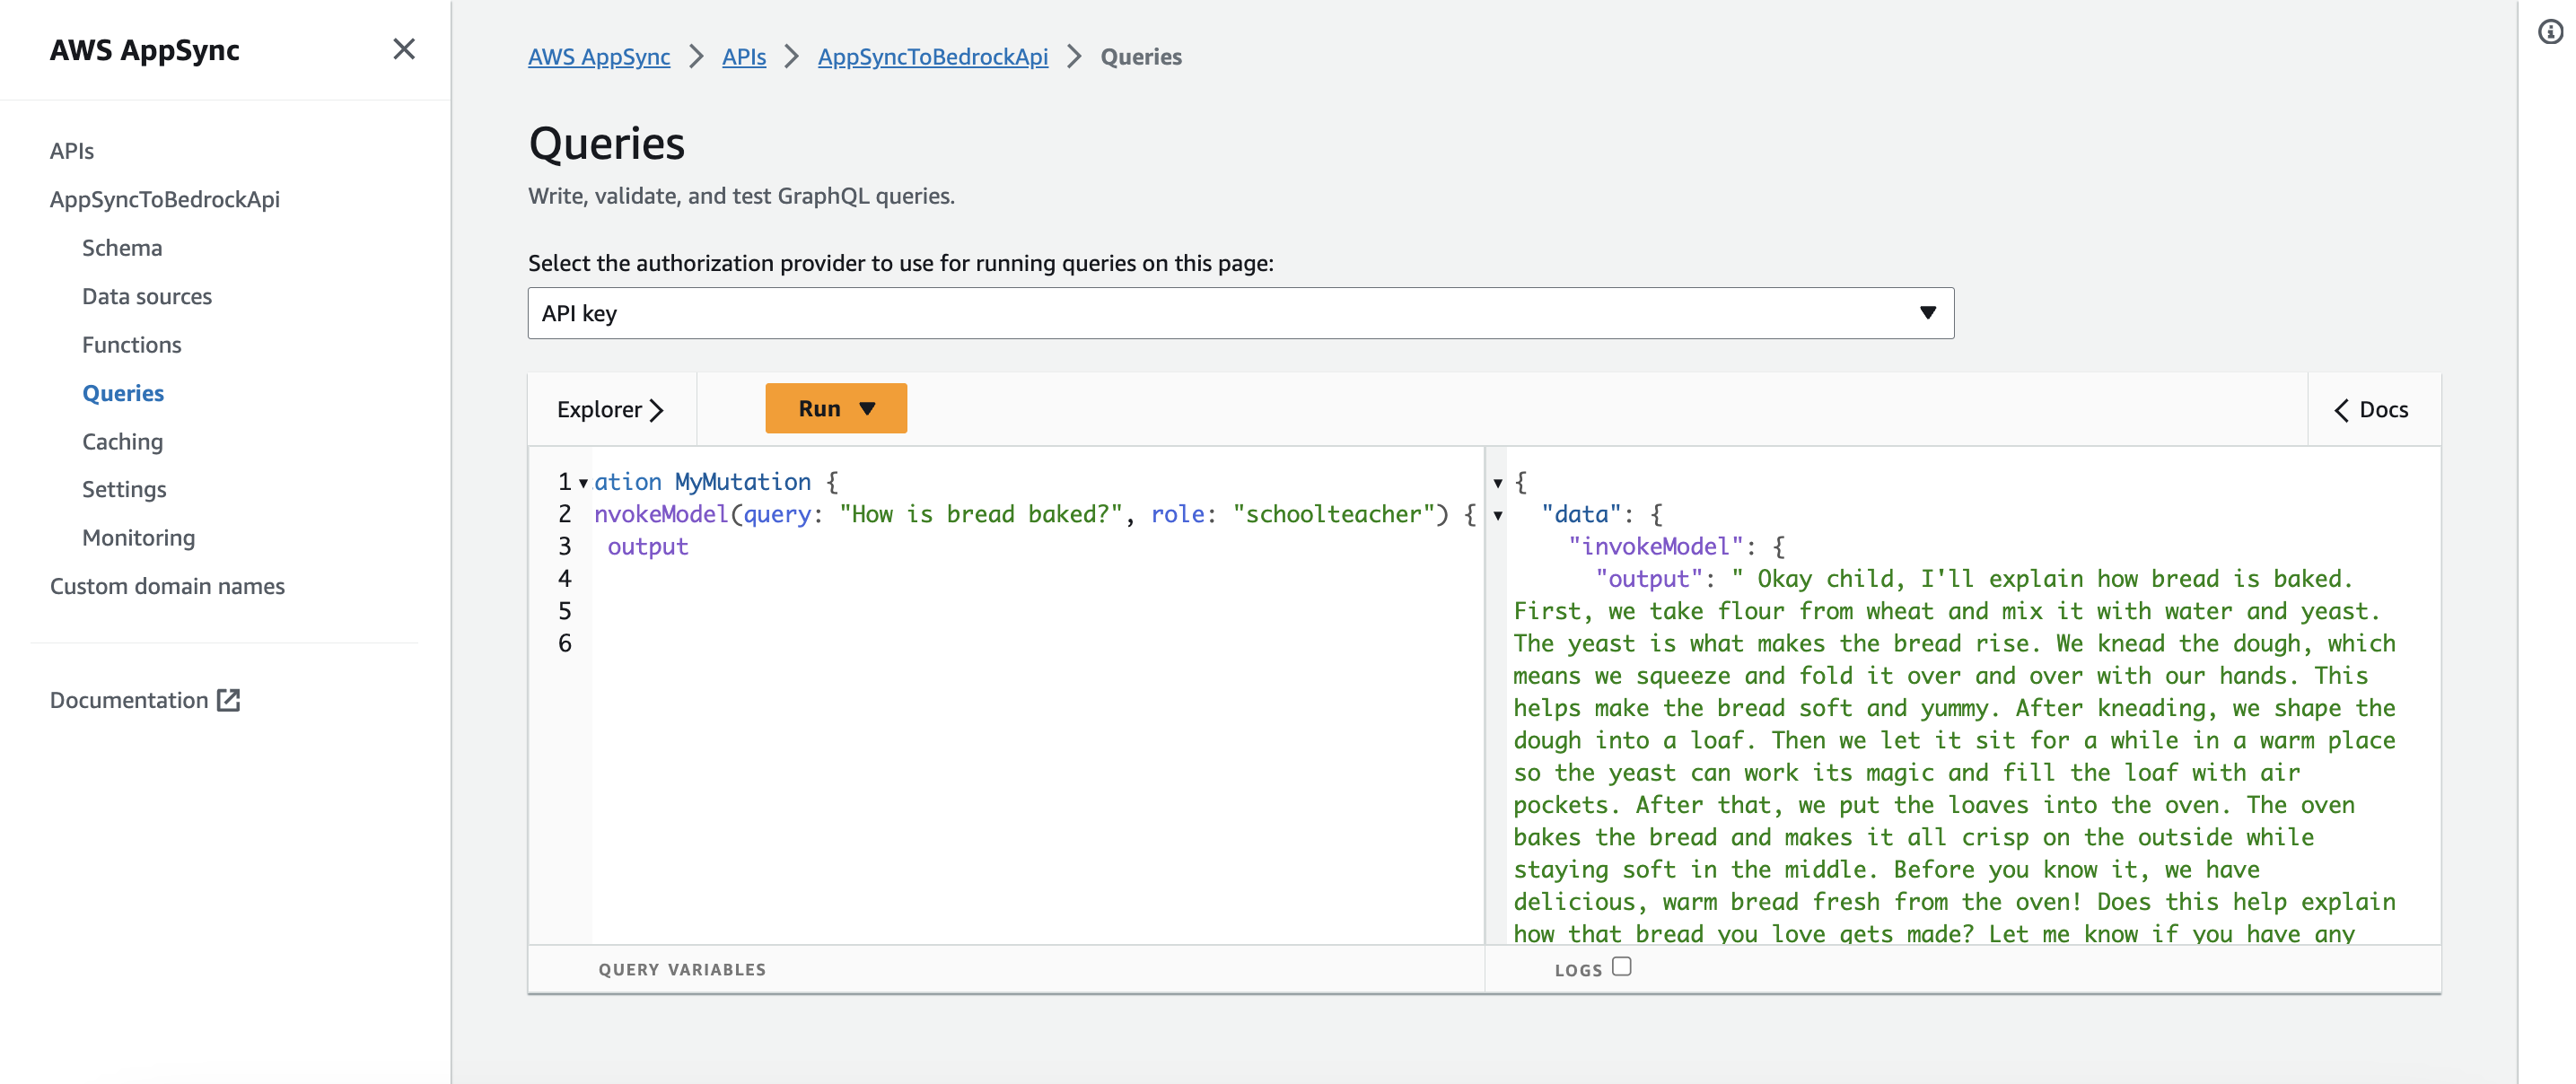 AWS AppSync
APIs
AppSyncToBedrockApi
Schema
Data sources
Functions
Queries
Caching
Settings
Monitoring
Custom domain names
Documentation
AWS AppSync > APIs > AppSyncToBedrockApi > Queries
Queries
Write, validate, and test GraphQL queries.
Select the authorization provider to use for running queries on this page:
API key
Explorer
Run
Docs
1 ation MyMutation {
2 nvokeModel(query: "How is bread baked?", role: "schoolteacher") {
3 output
4
5
6
{
"data": {
"invokeModel": {
"output": " Okay child, I'll explain how bread is baked.
First, we take flour from wheat and mix it with water and yeast.
The yeast is what makes the bread rise. We knead the dough, which
means we squeeze and fold it over and over with our hands. This
helps make the bread soft and yummy. After kneading, we shape the
dough into a loaf. Then we let it sit for a while in a warm place
so the yeast can work its magic and fill the loaf with air
pockets. After that, we put the loaves into the oven. The oven
bakes the bread and makes it all crisp on the outside while
staying soft in the middle. Before you know it, we have
delicious, warm bread fresh from the oven! Does this help explain
how that bread you love gets made? Let me know if you have any
QUERY VARIABLES
LOGS